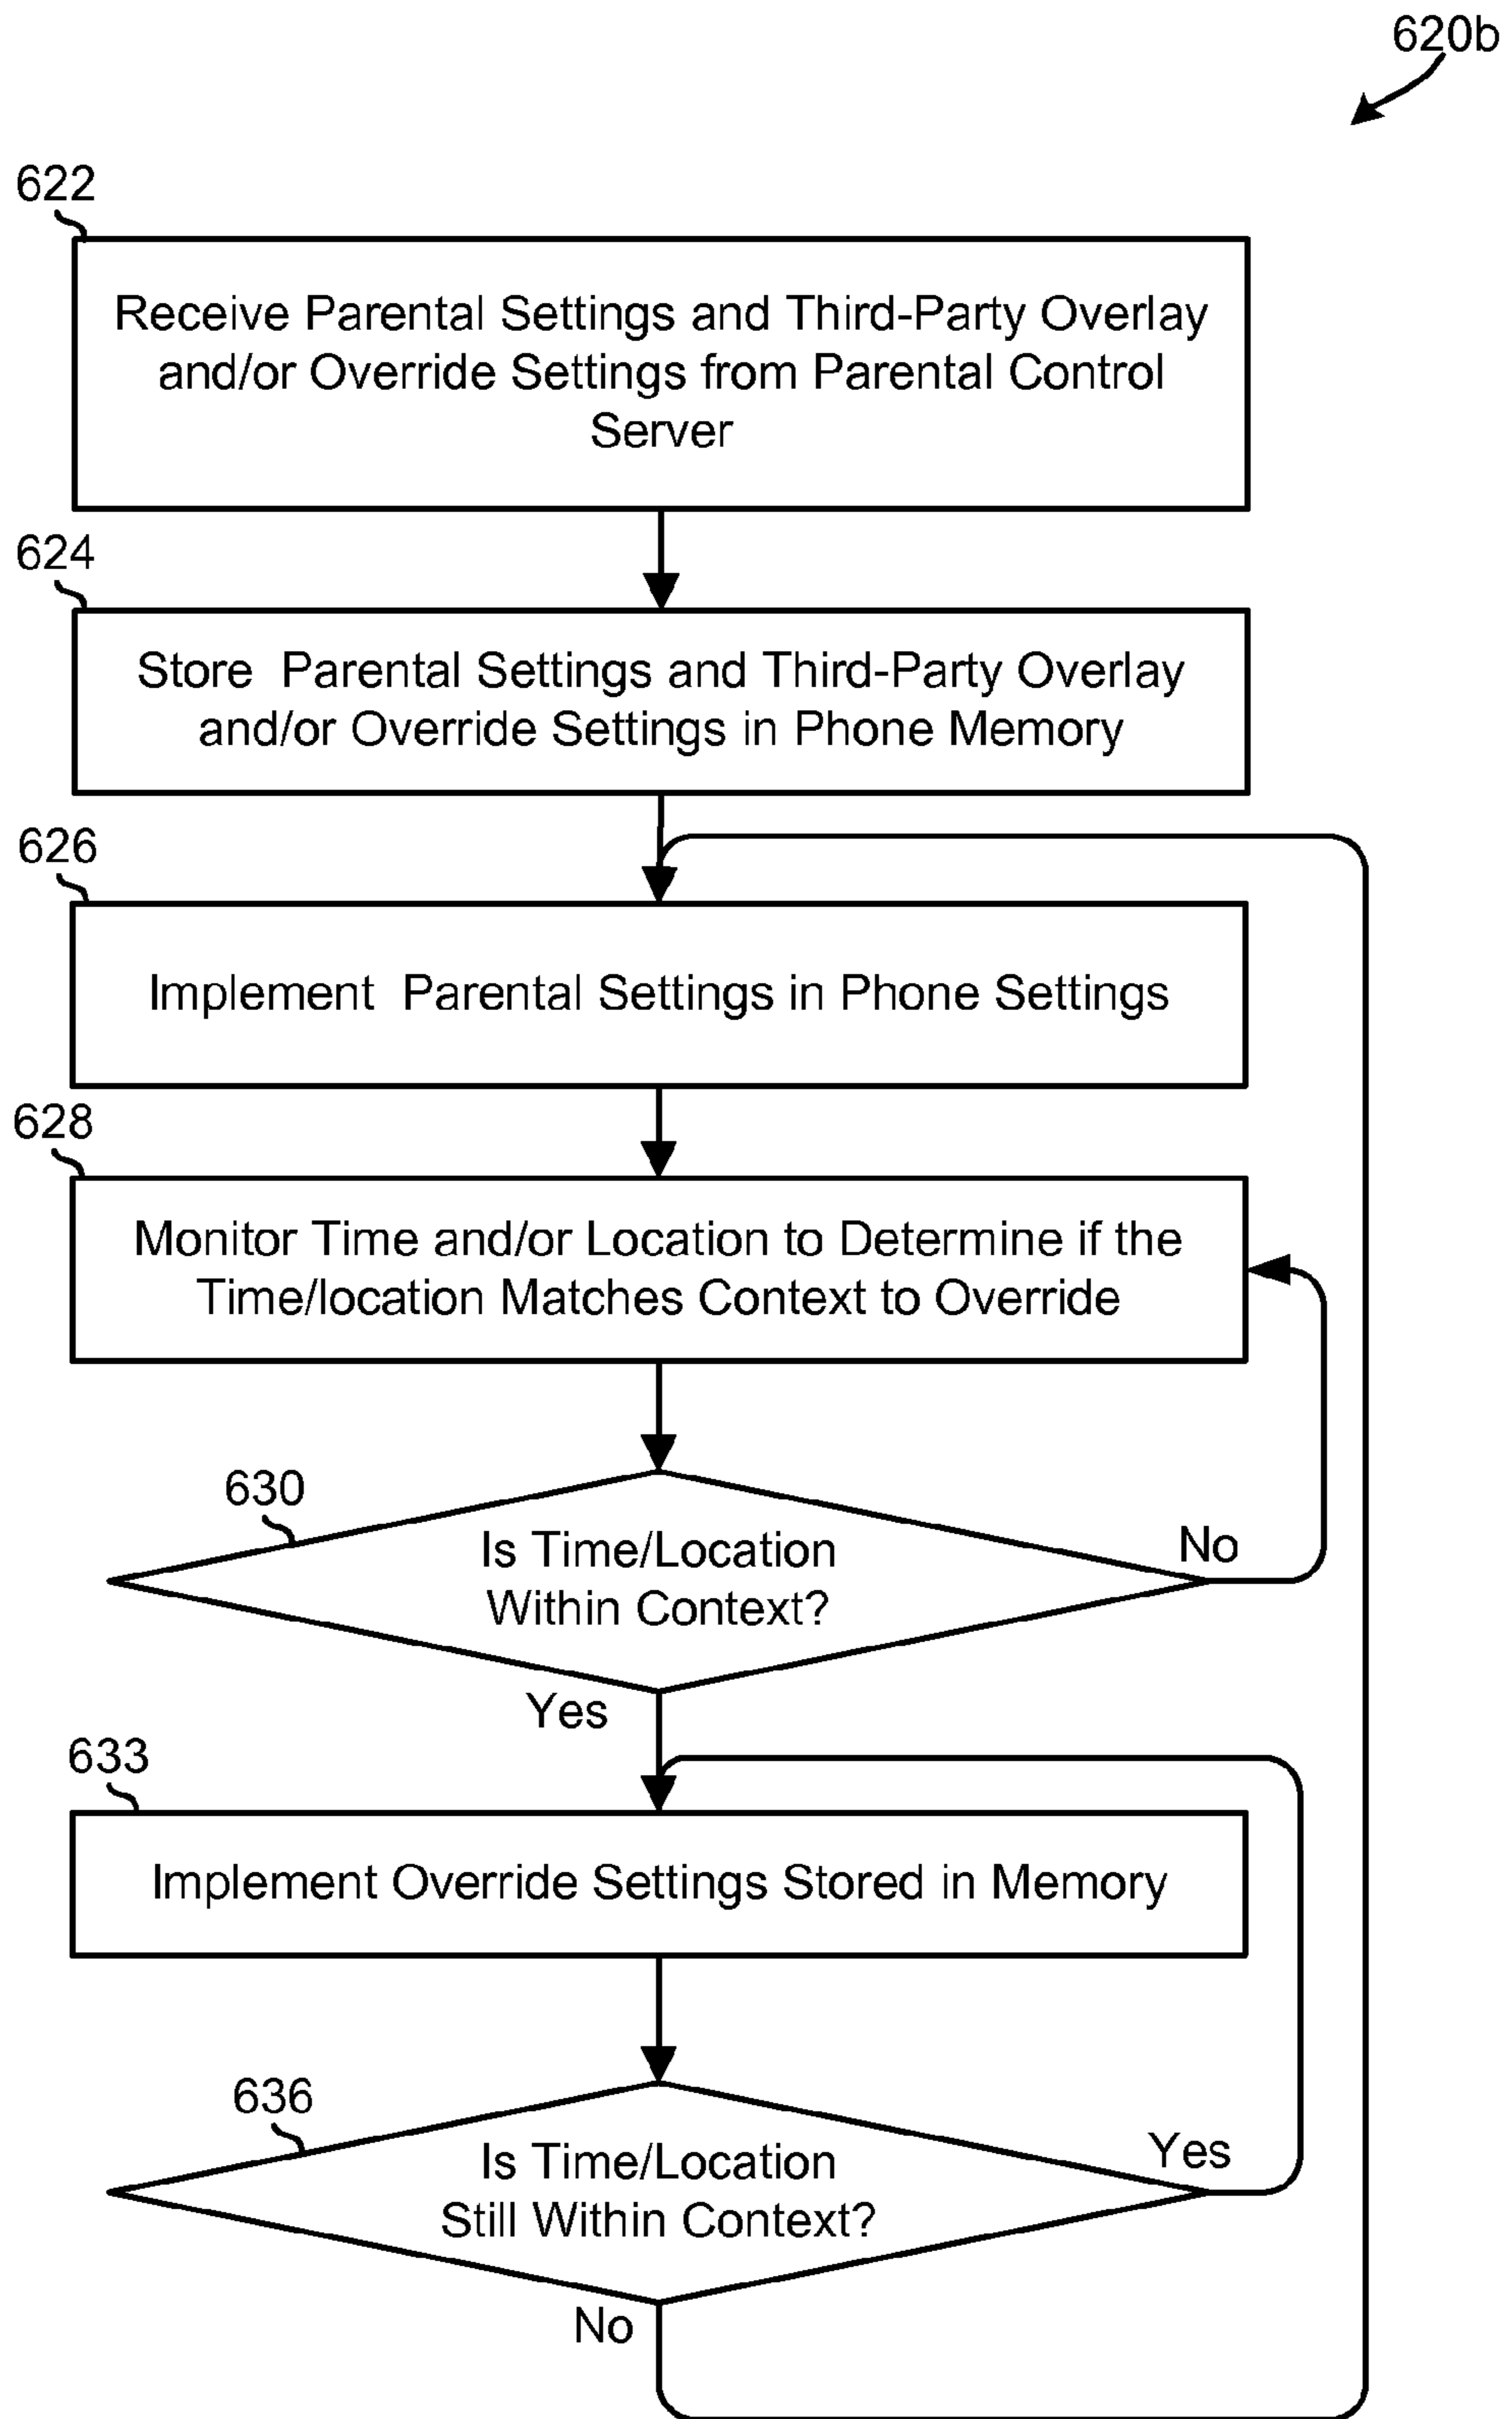 620b
622
Receive Parental Settings and Third-Party Overlay
and/or Override Settings from Parental Control
Server
624
Store Parental Settings and Third-Party Overlay
and/or Override Settings in Phone Memory
626
Implement Parental Settings in Phone Settings
628
Monitor Time and/or Location to Determine if the
Time/location Matches Context to Override
630
Is Time/Location
Within Context?
No
Yes
633
Implement Override Settings Stored in Memory
636
Is Time/Location
Still Within Context?
Yes
No